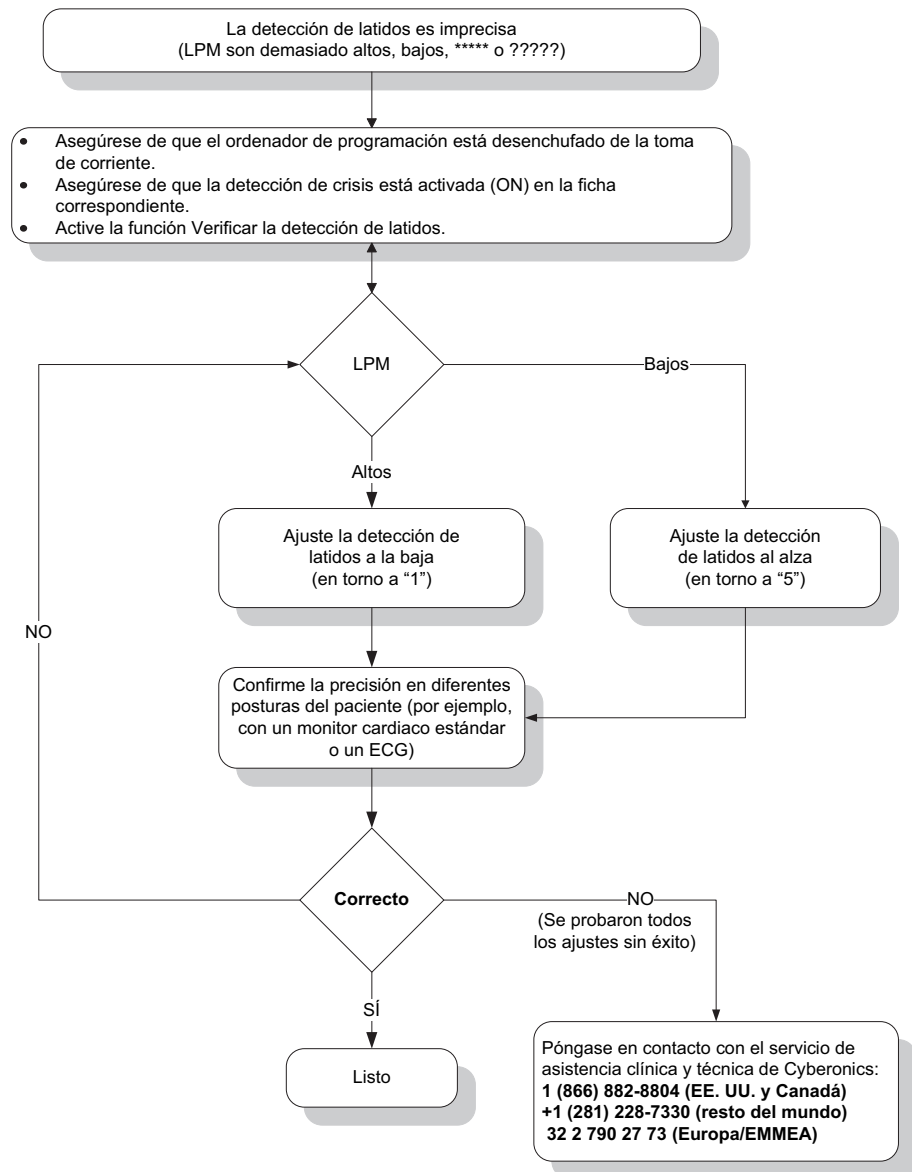 La detección de latidos es imprecisa
(LPM son demasiado altos, bajos, ***** o ?????)
• Asegúrese de que el ordenador de programación está desenchufado de la toma
de corriente.
• Asegúrese de que la detección de crisis está activada (ON) en la ficha
correspondiente.
• Active la función Verificar la detección de latidos.
LPM
Bajos
Altos
Ajuste la detección de
latidos a la baja
(en torno a “1”)
Ajuste la detección
de latidos al alza
(en torno a “5”)
NO
Confirme la precisión en diferentes
posturas del paciente (por ejemplo,
con un monitor cardiaco estándar
o un ECG)
Correcto
NO
(Se probaron todos
los ajustes sin éxito)
SÍ
Listo
Póngase en contacto con el servicio de
asistencia clínica y técnica de Cyberonics:
1 (866) 882-8804 (EE. UU. y Canadá)
+1 (281) 228-7330 (resto del mundo)
32 2 790 27 73 (Europa/EMMEA)